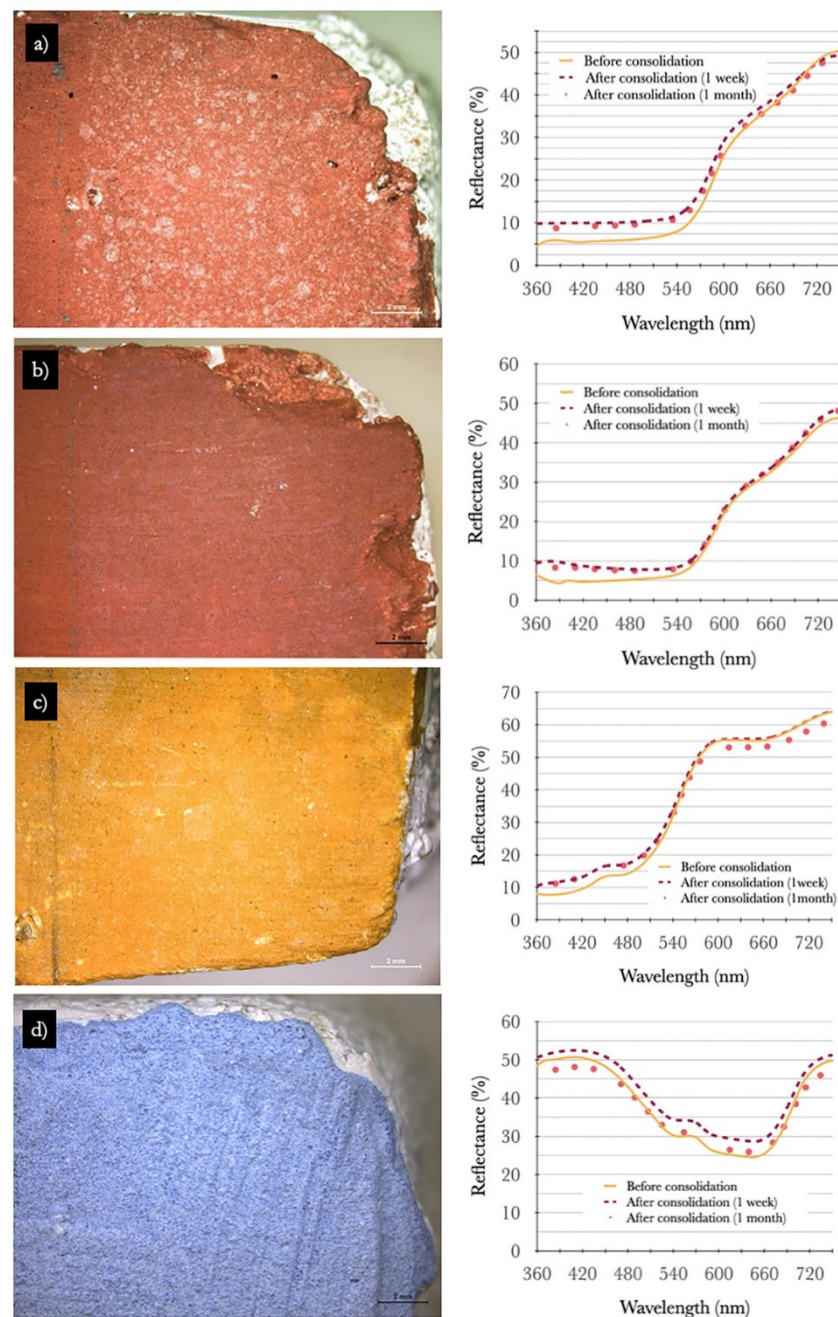 a)
2 mm
Reflectance (%)
50
40
30
20
10
0
Before consolidation
After consolidation (1 week)
After consolidation (1 month)
360 420 480 540 600 660 720
Wavelength (nm)
b)
2 mm
Reflectance (%)
60
50
40
30
20
10
0
Before consolidation
After consolidation (1 week)
After consolidation (1 month)
360 420 480 540 600 660 720
Wavelength (nm)
c)
2 mm
Reflectance (%)
70
60
50
40
30
20
10
0
Before consolidation
After consolidation (1week)
After consolidation (1month)
360 420 480 540 600 660 720
Wavelength (nm)
d)
2 mm
Reflectance (%)
60
50
40
30
20
10
0
Before consolidation
After consolidation (1 week)
After consolidation (1 month)
360 420 480 540 600 660 720
Wavelength (nm)